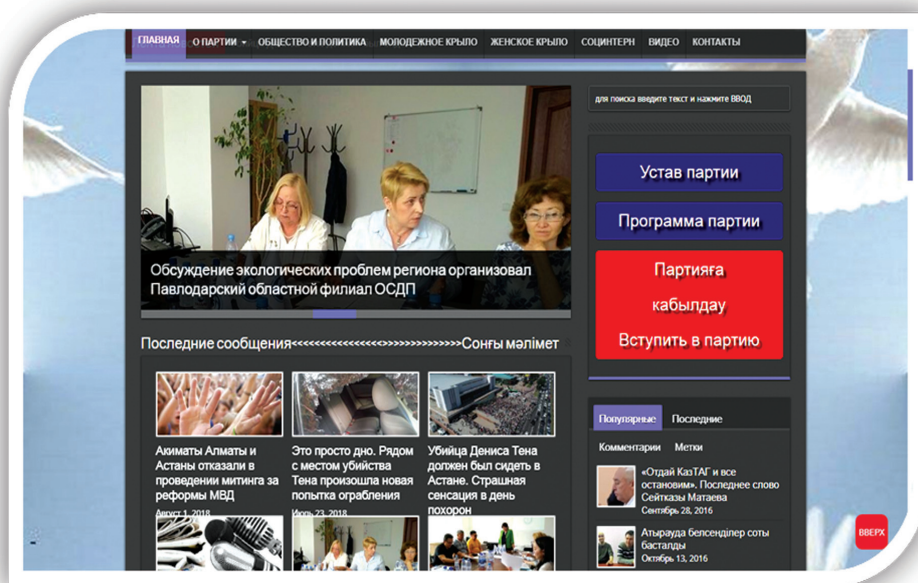 ГЛАВНАЯ О ПАРТИИ ОБЩЕСТВО И ПОЛИТИКА МОЛОДЕЖНОЕ КРЫЛО ЖЕНСКОЕ КРЫЛО СОЦИНТЕРН ВИДЕО КОНТАКТЫ
Обсуждение экологических проблем региона организовал
Павлодарский областной филиал ОСДП
Последние сообщения<<<<<<<<<<<<<<<<<>>>>>>>>>>>>>>Соңғы мәлімет
Акиматы Алматы и
Астаны отказали в
проведении митинга за
реформы МВД
Август 1, 2018
Это просто дно. Рядом
с местом убийства
Тена произошла новая
попытка ограбления
Июль 23, 2018
Убийца Дениса Тена
должен был сидеть в
Астане. Страшная
сенсация в день
похорон
для поиска введите текст и нажмите ВВОД
Устав партии
Программа партии
Партияға
кабылдау
Вступить в партию
Популярные Последние
Комментарии Метки
«Отдай КазТАГ и все
остановим». Последнее слово
Сейтказы Матаева
Сентябрь 28, 2016
Атырауда белсенділер соты
басталды
Октябрь 13, 2016
ВВЕРХ